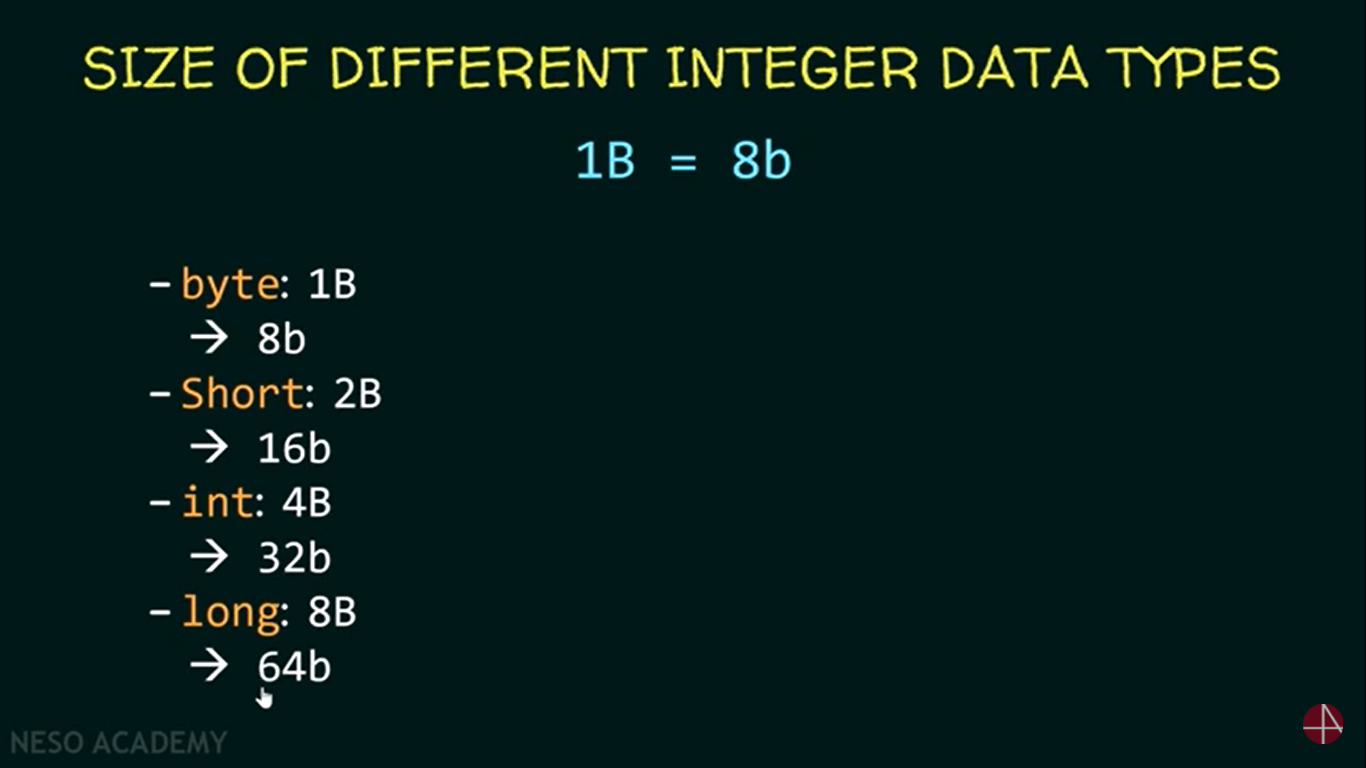 SIZE OF DIFFERENT INTEGER DATA TYPES
1B = 8b
– byte: 1B
→ 8b
– Short: 2B
→ 16b
– int: 4B
→ 32b
– long: 8B
→ 64b
NESO ACADEMY